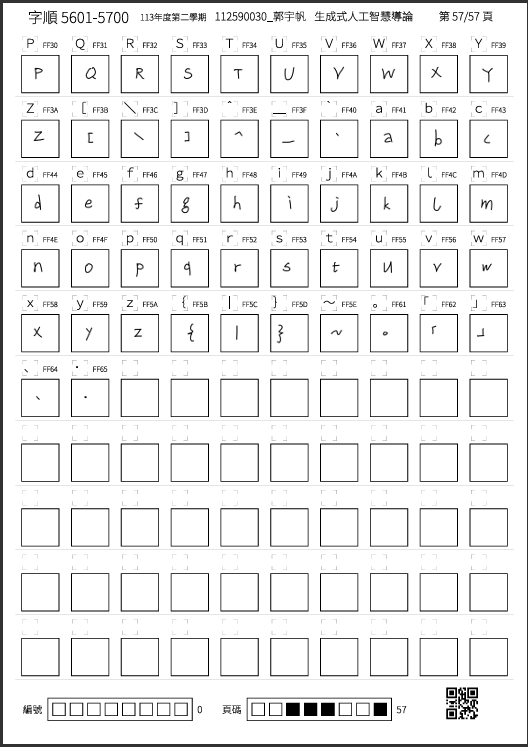 字順 5601-5700 113年度第二學期 112590030_郭宇帆 生成式人工智慧導論 第 57/57 頁
P FF30 Q FF31 R FF32 S FF33 T FF34 U FF35 V FF36 W FF37 X FF38 Y FF39
P Q R S T U V W X Y
Z FF3A [ FF3B \ FF3C ] FF3D ^ FF3E _ FF3F ` FF40 a FF41 b FF42 c FF43
Z [ \ ] ^ _ ` a b c
d FF44 e FF45 f FF46 g FF47 h FF48 i FF49 j FF4A k FF4B l FF4C m FF4D
d e f g h i j k l m
n FF4E o FF4F p FF50 q FF51 r FF52 s FF53 t FF54 u FF55 v FF56 w FF57
n o p q r s t u v w
x FF58 y FF59 z FF5A { FF5B | FF5C } FF5D ~ FF5E 。 FF61 「 FF62 」 FF63
x y z { | } ~ 。 「 」
、 FF64 ・ FF65
、 ・
編號 0 頁碼 57